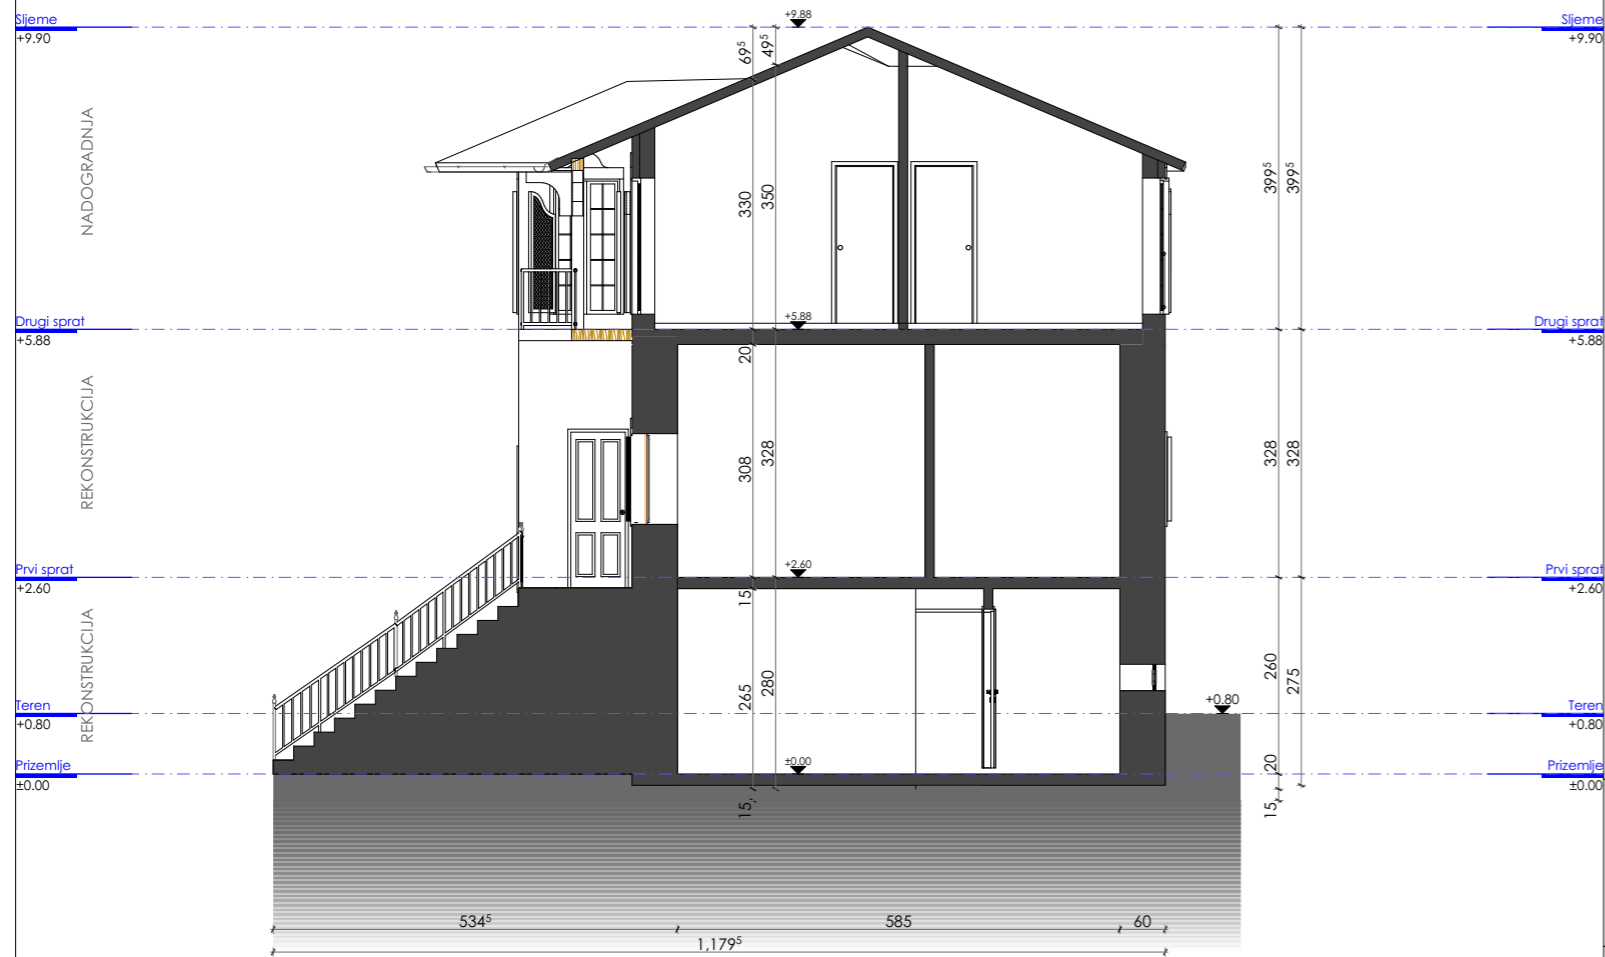 Sljeme
+9.90
+9.88
Sljeme
+9.90
69⁵
49⁵
NADOGRADNJA
330
350
399⁵
399⁵
Drugi sprat
+5.88
+5.88
Drugi sprat
+5.88
20
REKONSTRUKCIJA
308
328
328
328
Prvi sprat
+2.60
+2.60
Prvi sprat
+2.60
15
REKONSTRUKCIJA
265
280
260
275
Teren
+0.80
+0.80
Teren
+0.80
Prizemlje
±0.00
±0.00
20
Prizemlje
±0.00
15
15
534⁵
585
60
1,179⁵